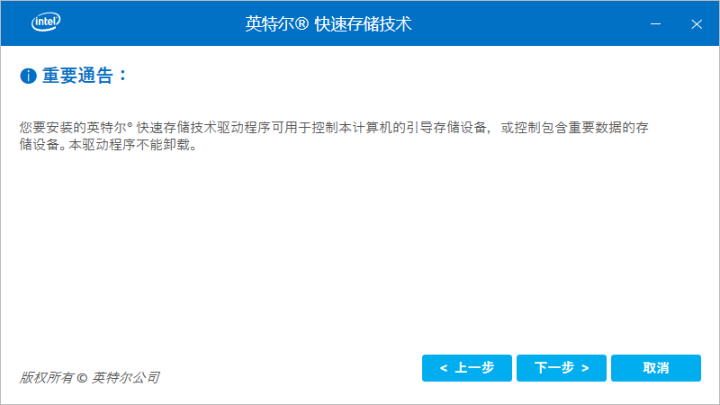 intel
英特尔® 快速存储技术
重要通告：
您要安装的英特尔® 快速存储技术驱动程序可用于控制本计算机的引导存储设备，或控制包含重要数据的存
储设备。本驱动程序不能卸载。
版权所有 © 英特尔公司
< 上一步
下一步 >
取消